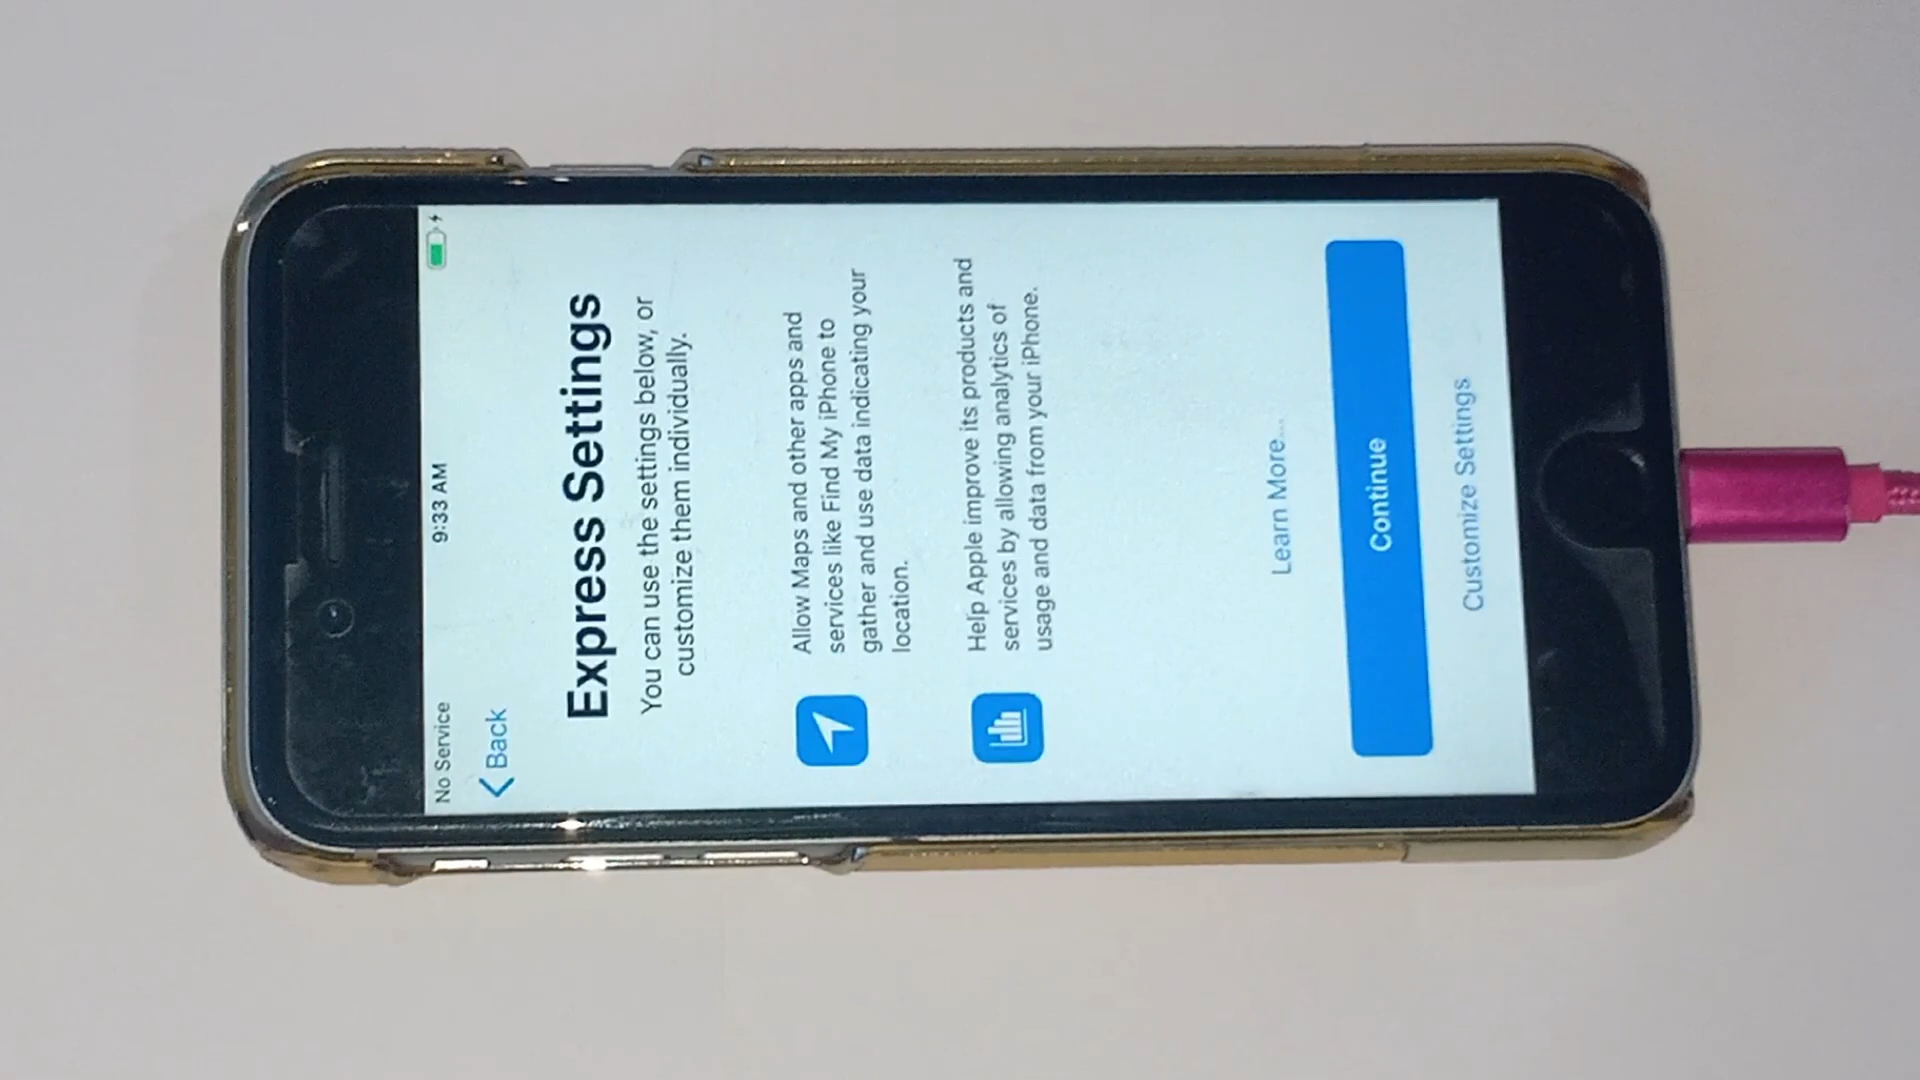 No Service 9:33 AM
Back
Express Settings
You can use the settings below, or
customize them individually.
Allow Maps and other apps and
services like Find My iPhone to
gather and use data indicating your
location.
Help Apple improve its products and
services by allowing analytics of
usage and data from your iPhone.
Learn More...
Continue
Customize Settings